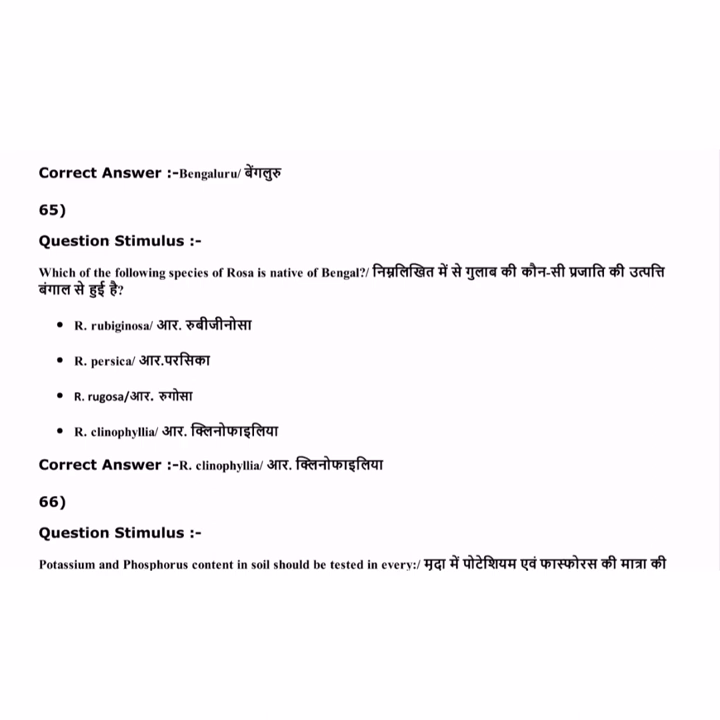 Correct Answer :-Bengaluru/ बेंगलुरु
65)
Question Stimulus :-
Which of the following species of Rosa is native of Bengal?/ निम्नलिखित में से गुलाब की कौन-सी प्रजाति की उत्पत्ति
बंगाल से हुई है?
• R. rubiginosa/ आर. रुबीजीनोसा
• R. persica/ आर.परसिका
• R. rugosa/आर. रुगोसा
• R. clinophyllia/ आर. क्लिनोफाइलिया
Correct Answer :-R. clinophyllia/ आर. क्लिनोफाइलिया
66)
Question Stimulus :-
Potassium and Phosphorus content in soil should be tested in every:/ मृदा में पोटेशियम एवं फास्फोरस की मात्रा की